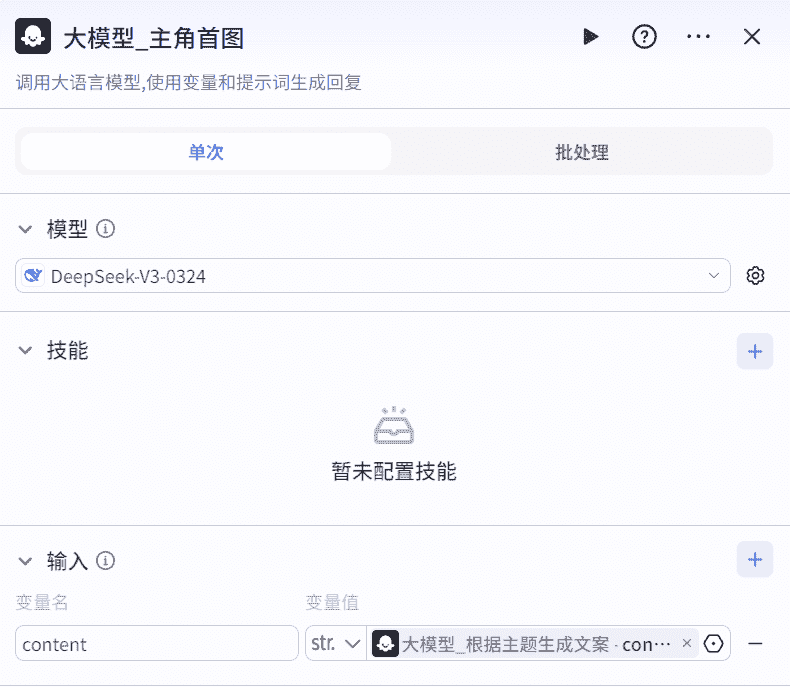 大模型_主角首图
调用大语言模型,使用变量和提示词生成回复
单次 批处理
模型
DeepSeek-V3-0324
技能
暂未配置技能
输入
变量名 变量值
content str. 大模型_根据主题生成文案 · con···